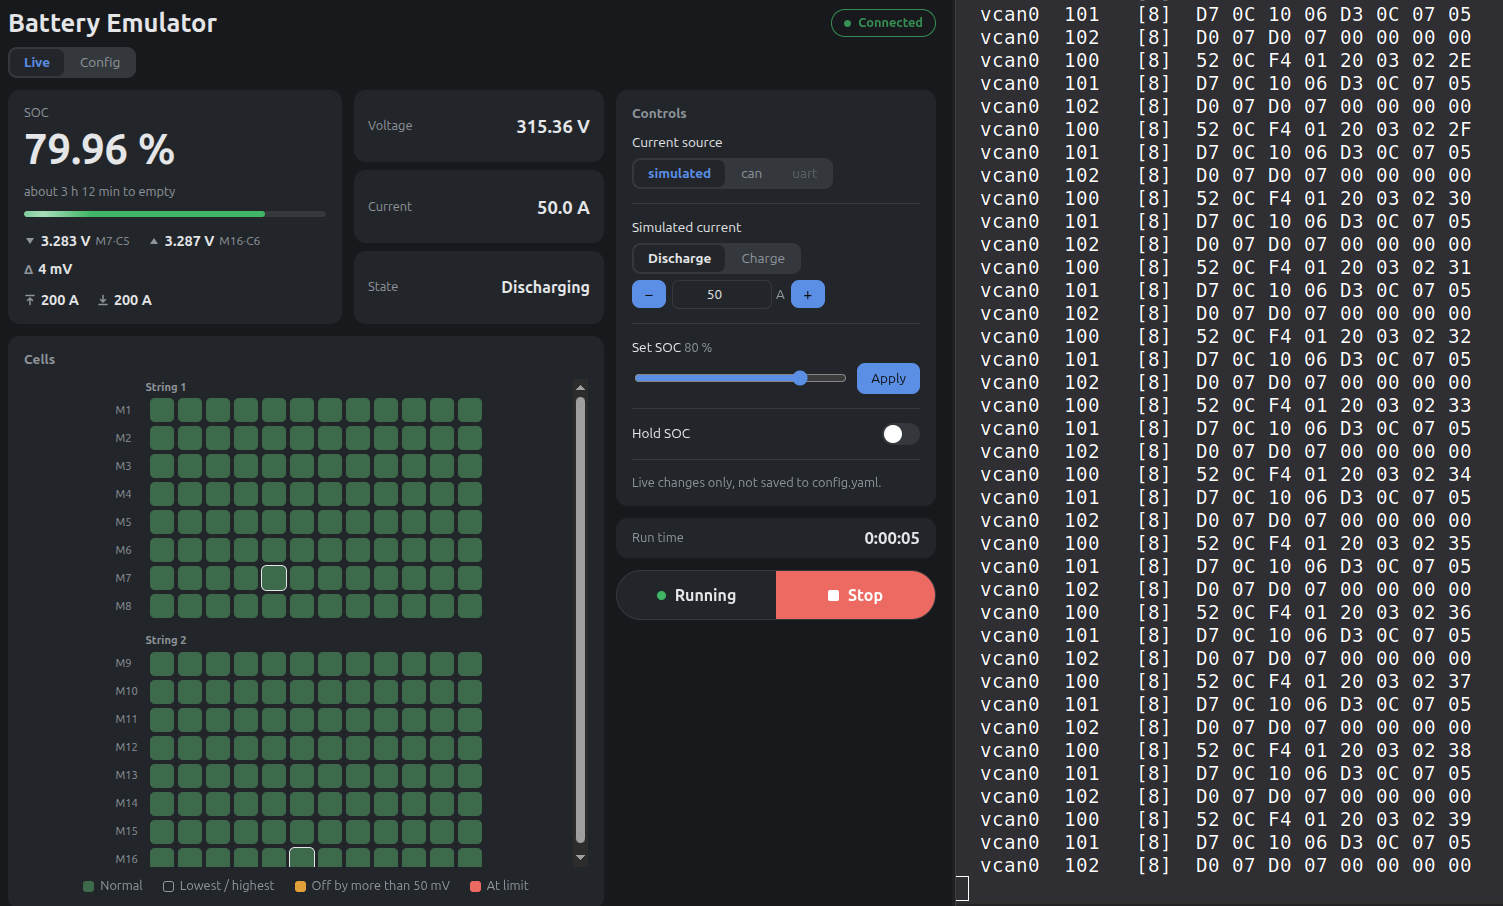 Battery Emulator
Connected
Live Config
SOC
79.96 %
about 3 h 12 min to empty
▼ 3.283 V M7-C5 ▲ 3.287 V M16-C6
Δ 4 mV
200 A 200 A
Voltage 315.36 V
Current 50.0 A
State Discharging
Controls
Current source
simulated can uart
Simulated current
Discharge Charge
− 50 A +
Set SOC 80 %
Apply
Hold SOC
Live changes only, not saved to config.yaml.
Run time 0:00:05
Running Stop
Cells
String 1
M1
M2
M3
M4
M5
M6
M7
M8
String 2
M9
M10
M11
M12
M13
M14
M15
M16
Normal Lowest / highest Off by more than 50 mV At limit
vcan0 101 [8] D7 0C 10 06 D3 0C 07 05
vcan0 102 [8] D0 07 D0 07 00 00 00 00
vcan0 100 [8] 52 0C F4 01 20 03 02 2E
vcan0 101 [8] D7 0C 10 06 D3 0C 07 05
vcan0 102 [8] D0 07 D0 07 00 00 00 00
vcan0 100 [8] 52 0C F4 01 20 03 02 2F
vcan0 101 [8] D7 0C 10 06 D3 0C 07 05
vcan0 102 [8] D0 07 D0 07 00 00 00 00
vcan0 100 [8] 52 0C F4 01 20 03 02 30
vcan0 101 [8] D7 0C 10 06 D3 0C 07 05
vcan0 102 [8] D0 07 D0 07 00 00 00 00
vcan0 100 [8] 52 0C F4 01 20 03 02 31
vcan0 101 [8] D7 0C 10 06 D3 0C 07 05
vcan0 102 [8] D0 07 D0 07 00 00 00 00
vcan0 100 [8] 52 0C F4 01 20 03 02 32
vcan0 101 [8] D7 0C 10 06 D3 0C 07 05
vcan0 102 [8] D0 07 D0 07 00 00 00 00
vcan0 100 [8] 52 0C F4 01 20 03 02 33
vcan0 101 [8] D7 0C 10 06 D3 0C 07 05
vcan0 102 [8] D0 07 D0 07 00 00 00 00
vcan0 100 [8] 52 0C F4 01 20 03 02 34
vcan0 101 [8] D7 0C 10 06 D3 0C 07 05
vcan0 102 [8] D0 07 D0 07 00 00 00 00
vcan0 100 [8] 52 0C F4 01 20 03 02 35
vcan0 101 [8] D7 0C 10 06 D3 0C 07 05
vcan0 102 [8] D0 07 D0 07 00 00 00 00
vcan0 100 [8] 52 0C F4 01 20 03 02 36
vcan0 101 [8] D7 0C 10 06 D3 0C 07 05
vcan0 102 [8] D0 07 D0 07 00 00 00 00
vcan0 100 [8] 52 0C F4 01 20 03 02 37
vcan0 101 [8] D7 0C 10 06 D3 0C 07 05
vcan0 102 [8] D0 07 D0 07 00 00 00 00
vcan0 100 [8] 52 0C F4 01 20 03 02 38
vcan0 101 [8] D7 0C 10 06 D3 0C 07 05
vcan0 102 [8] D0 07 D0 07 00 00 00 00
vcan0 100 [8] 52 0C F4 01 20 03 02 39
vcan0 101 [8] D7 0C 10 06 D3 0C 07 05
vcan0 102 [8] D0 07 D0 07 00 00 00 00